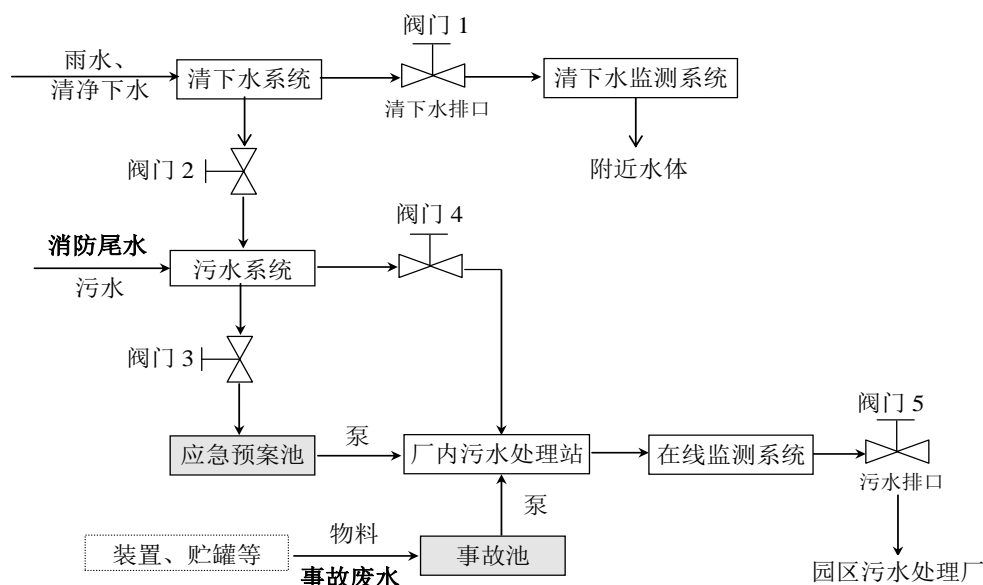 阀门 1
雨水、
清净下水
清下水系统
清下水排口
清下水监测系统
阀门 2
附近水体
阀门 4
消防尾水
污水
污水系统
阀门 3
阀门 5
应急预案池
泵
厂内污水处理站
在线监测系统
污水排口
泵
装置、贮罐等
物料
事故废水
事故池
园区污水处理厂